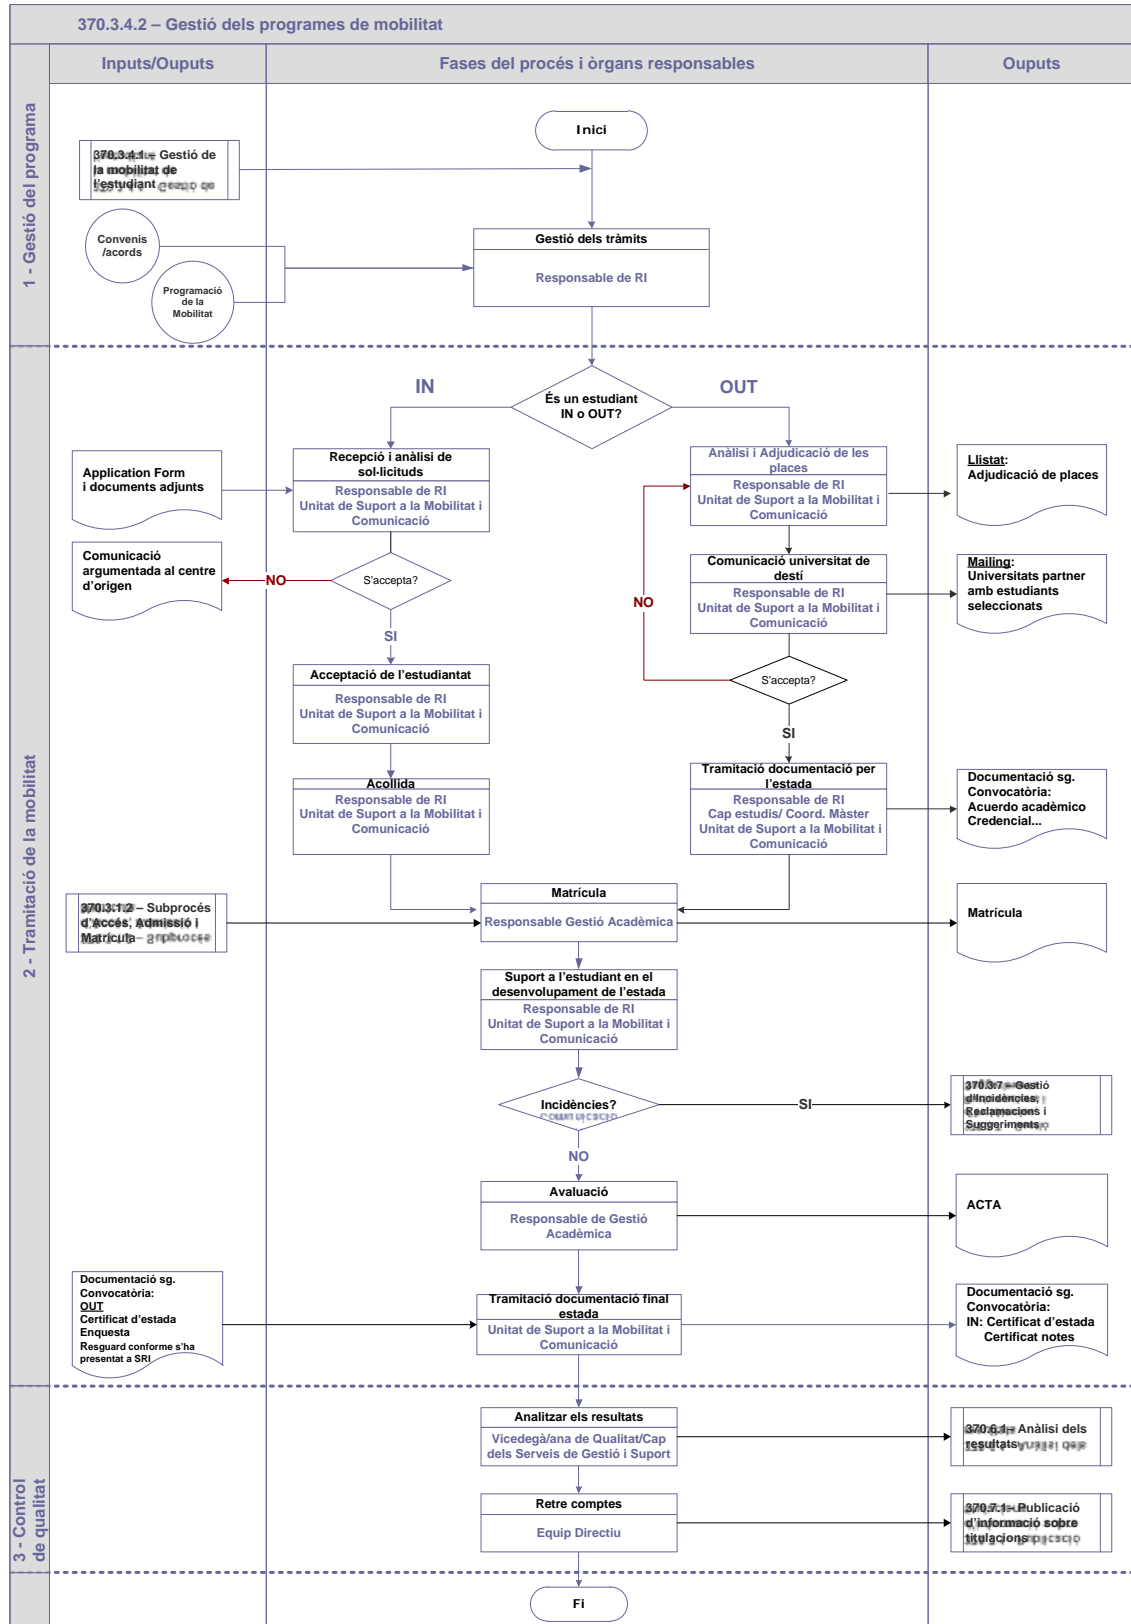 370.3.4.2 – Gestió dels programes de mobilitat
Inputs/Ouputs
Fases del procés i òrgans responsables
Ouputs
1 - Gestió del programa
Inici
370.3.4.1 – Gestió de
la mobilitat de
l'estudiant
Convenis
/acords
Programació
de la
Mobilitat
Gestió dels tràmits
Responsable de RI
2 - Tramitació de la mobilitat
IN
OUT
És un estudiant
IN o OUT?
Application Form
i documents adjunts
Recepció i anàlisi de
sol·licituds
Responsable de RI
Unitat de Suport a la Mobilitat i
Comunicació
Anàlisi i Adjudicació de les
places
Responsable de RI
Unitat de Suport a la Mobilitat i
Comunicació
Llistat:
Adjudicació de places
Comunicació
argumentada al centre
d'origen
NO
S'accepta?
SI
NO
Comunicació universitat de
destí
Responsable de RI
Unitat de Suport a la Mobilitat i
Comunicació
Mailing:
Universitats partner
amb estudiants
seleccionats
Acceptació de l'estudiantat
Responsable de RI
Unitat de Suport a la Mobilitat i
Comunicació
S'accepta?
SI
Acollida
Responsable de RI
Unitat de Suport a la Mobilitat i
Comunicació
Tramitació documentació per
l'estada
Responsable de RI
Cap estudis/ Coord. Màster
Unitat de Suport a la Mobilitat i
Comunicació
Documentació sg.
Convocatòria:
Acuerdo acadèmico
Credencial...
370.3.1.2 – Subprocés
d'Accés, Admissió i
Matrícula
Matrícula
Responsable Gestió Acadèmica
Matrícula
Suport a l'estudiant en el
desenvolupament de l'estada
Responsable de RI
Unitat de Suport a la Mobilitat i
Comunicació
Incidències?
SI
370.3.7 – Gestió
d'Incidències,
Reclamacions i
Suggeriments
NO
Avaluació
Responsable de Gestió
Acadèmica
ACTA
Documentació sg.
Convocatòria:
OUT
Certificat d'estada
Enquesta
Resguard conforme s'ha
presentat a SRI
Tramitació documentació final
estada
Unitat de Suport a la Mobilitat i
Comunicació
Documentació sg.
Convocatòria:
IN: Certificat d'estada
Certificat notes
3 - Control
de qualitat
Analitzar els resultats
Vicedegà/ana de Qualitat/Cap
dels Serveis de Gestió i Suport
370.6.1 – Anàlisi dels
resultats
Retre comptes
Equip Directiu
370.7.1 – Publicació
d'informació sobre
titulacions
Fi